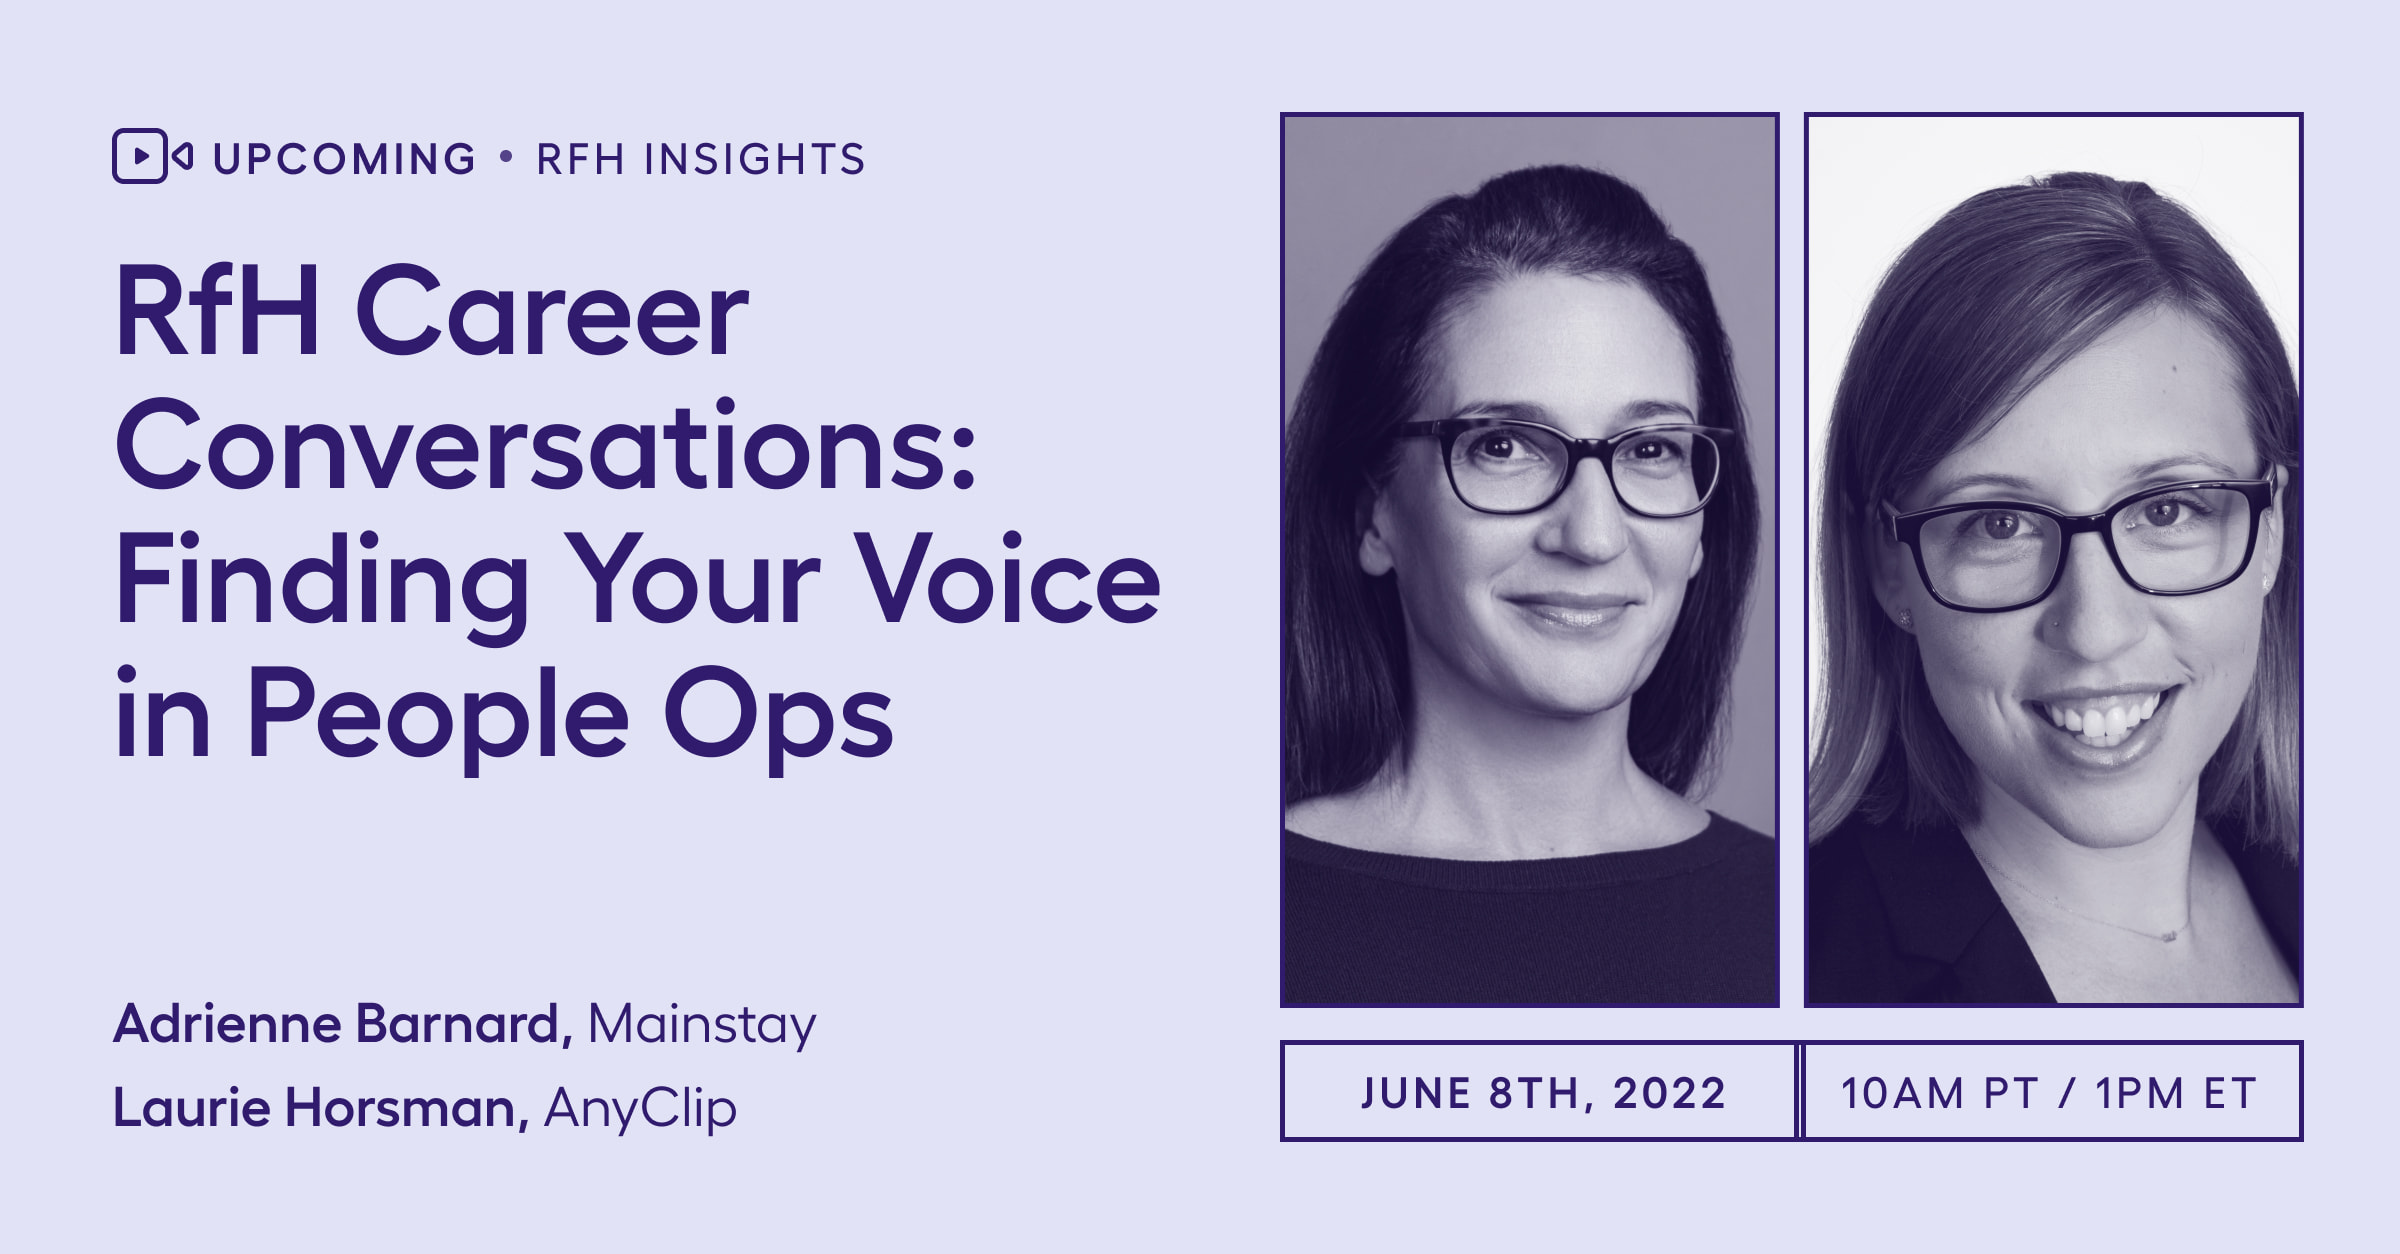 UPCOMING • RFH INSIGHTS
RfH Career
Conversations:
Finding Your Voice
in People Ops
Adrienne Barnard, Mainstay
Laurie Horsman, AnyClip
JUNE 8TH, 2022
10AM PT / 1PM ET